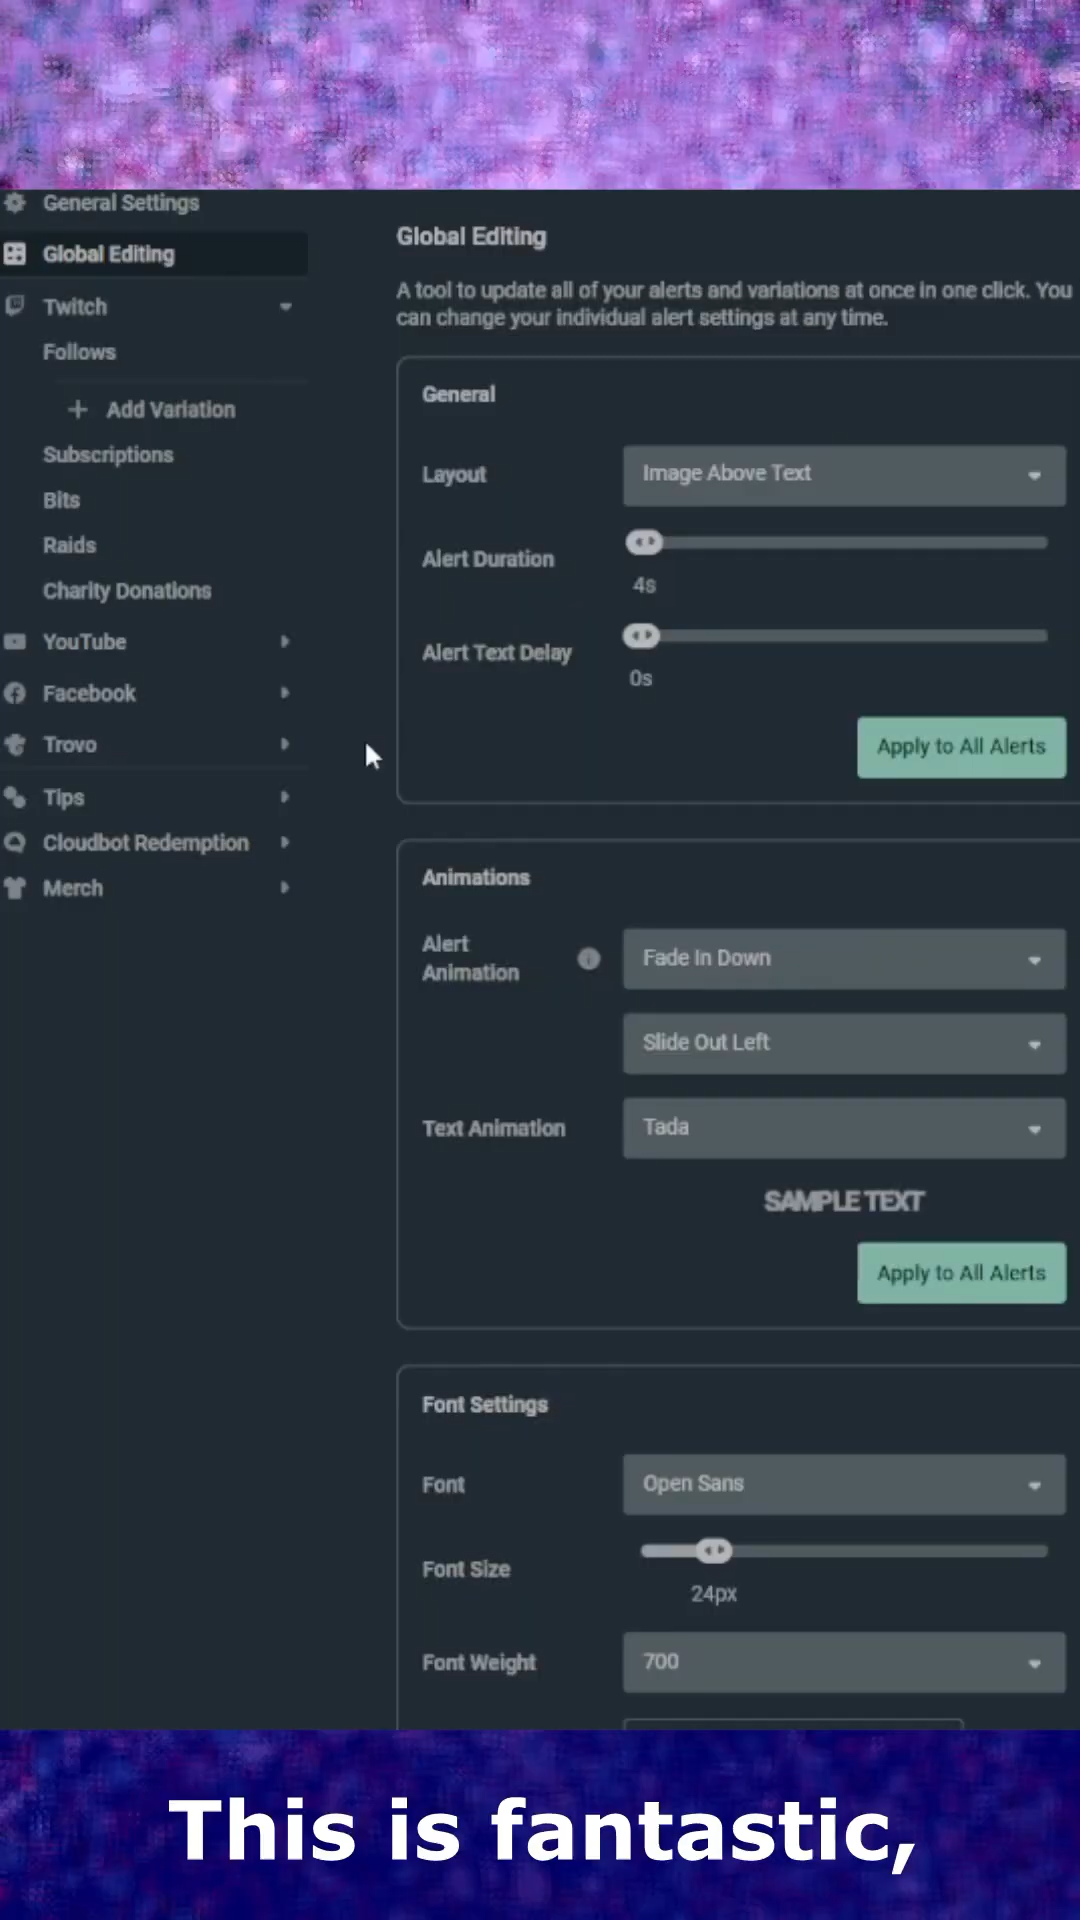 General Settings
Global Editing
Twitch
Follows
Add Variation
Subscriptions
Bits
Raids
Charity Donations
YouTube
Facebook
Trovo
Tips
Cloudbot Redemption
Merch
Global Editing
A tool to update all of your alerts and variations at once in one click. You
can change your individual alert settings at any time.
General
Layout
Image Above Text
Alert Duration
4s
Alert Text Delay
0s
Apply to All Alerts
Animations
Alert
Animation
Fade In Down
Slide Out Left
Text Animation
Tada
SAMPLE TEXT
Apply to All Alerts
Font Settings
Font
Open Sans
Font Size
24px
Font Weight
700
This is fantastic,